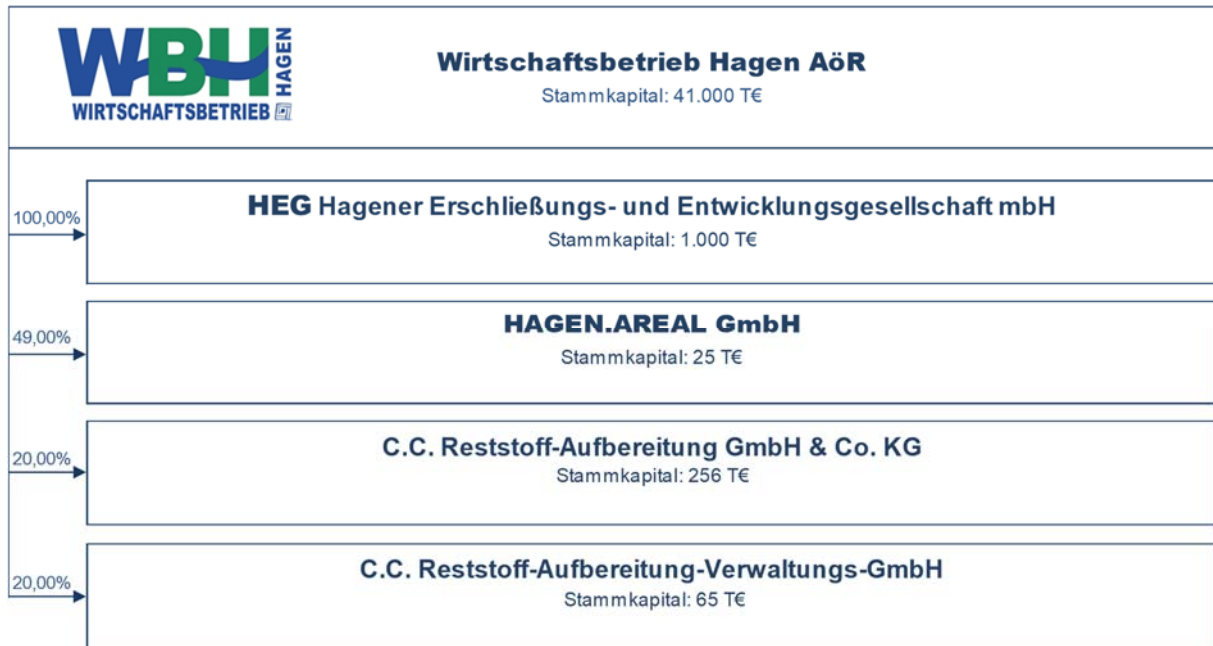 WBH
HAGEN
WIRTSCHAFTSBETRIEB
Wirtschaftsbetrieb Hagen AöR
Stammkapital: 41.000 T€
100,00%
HEG Hagener Erschließungs- und Entwicklungsgesellschaft mbH
Stammkapital: 1.000 T€
49,00%
HAGEN.AREAL GmbH
Stammkapital: 25 T€
20,00%
C.C. Reststoff-Aufbereitung GmbH & Co. KG
Stammkapital: 256 T€
20,00%
C.C. Reststoff-Aufbereitung-Verwaltungs-GmbH
Stammkapital: 65 T€